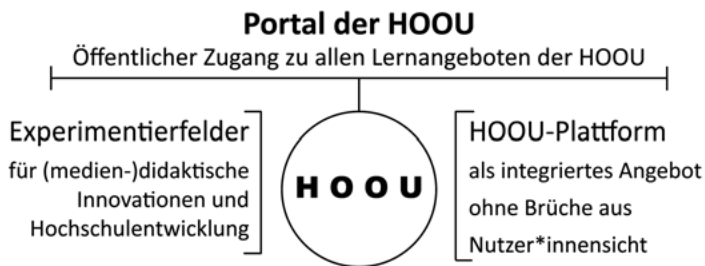 Portal der HOOU
Öffentlicher Zugang zu allen Lernangeboten der HOOU
Experimentierfelder
für (medien-)didaktische
Innovationen und
Hochschulentwicklung
HOOU
HOOU-Plattform
als integriertes Angebot
ohne Brüche aus
Nutzer*innensicht